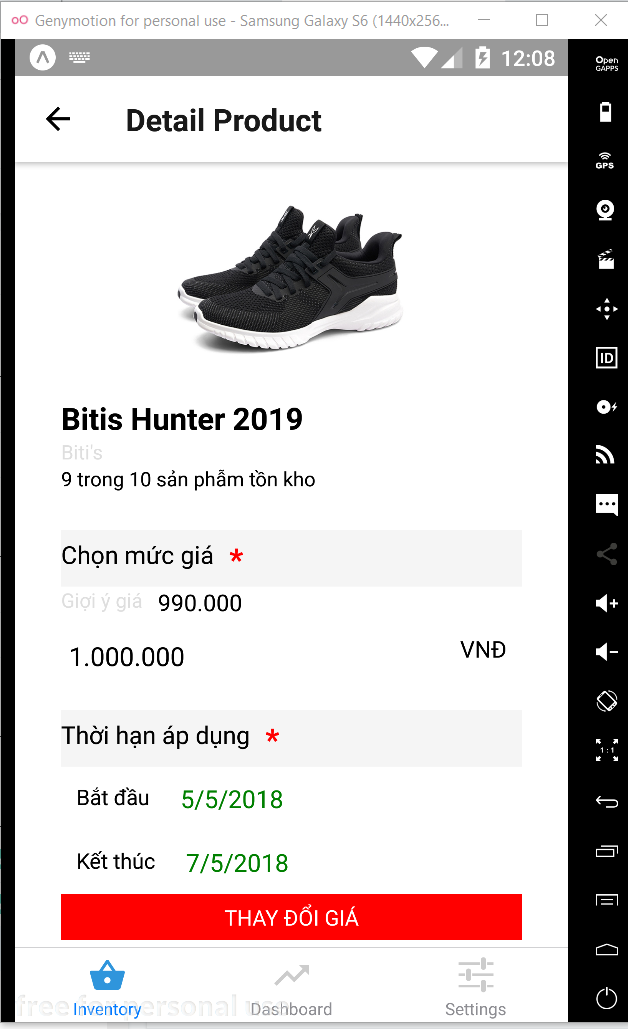 Genymotion for personal use - Samsung Galaxy S6 (1440x256...
12:08
Open
GAPPS
Detail Product
GPS
ID
Bitis Hunter 2019
Biti's
9 trong 10 sản phẫm tồn kho
Chọn mức giá *
Giợi ý giá 990.000
1.000.000 VNĐ
Thời hạn áp dụng *
1:1
Bắt đầu 5/5/2018
Kết thúc 7/5/2018
THAY ĐỔI GIÁ
free for personal use
Inventory Dashboard Settings